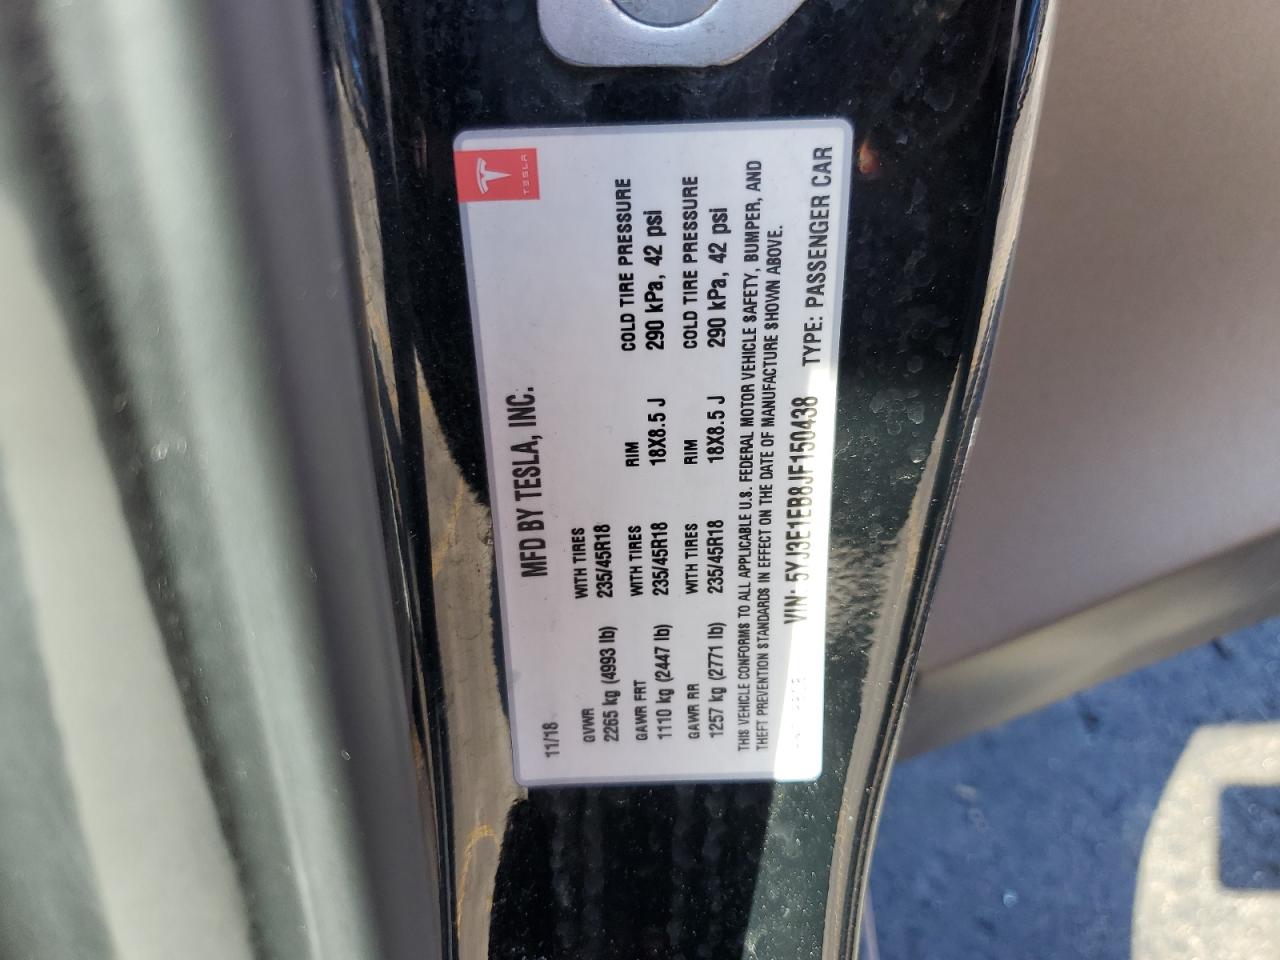 TESLA
MFD BY TESLA, INC.
11/18
GVWR WITH TIRES RIM COLD TIRE PRESSURE
2265 kg (4993 lb) 235/45R18
GAWR FRT WITH TIRES RIM COLD TIRE PRESSURE
1110 kg (2447 lb) 235/45R18 18X8.5 J 290 kPa, 42 psi
GAWR RR WITH TIRES RIM COLD TIRE PRESSURE
1257 kg (2771 lb) 235/45R18 18X8.5 J 290 kPa, 42 psi
THIS VEHICLE CONFORMS TO ALL APPLICABLE U.S. FEDERAL MOTOR VEHICLE SAFETY, BUMPER, AND
THEFT PREVENTION STANDARDS IN EFFECT ON THE DATE OF MANUFACTURE SHOWN ABOVE.
VIN: 5YJ3E1EB8JF150438 TYPE: PASSENGER CAR